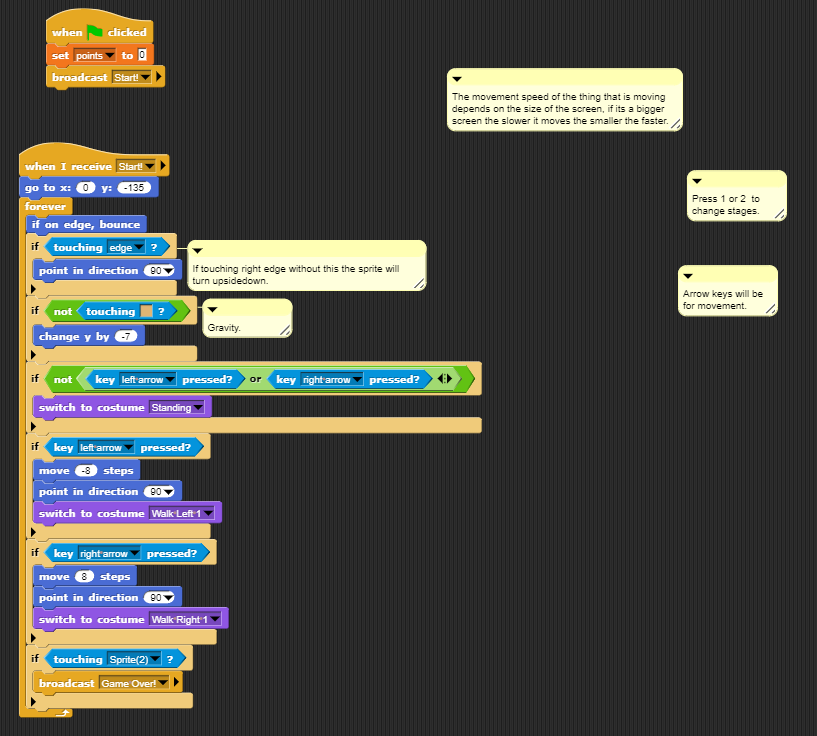 when clicked
set points to 0
broadcast Start!
The movement speed of the thing that is moving
depends on the size of the screen, if its a bigger
screen the slower it moves the smaller the faster.
when I receive Start!
go to x: 0 y: -135
forever
if on edge, bounce
if touching edge ?
point in direction 90
If touching right edge without this the sprite will
turn upsidedown.
if not touching ?
Gravity.
change y by -7
if not key left arrow pressed? or key right arrow pressed?
switch to costume Standing
if key left arrow pressed?
move -8 steps
point in direction 90
switch to costume Walk Left 1
if key right arrow pressed?
move 8 steps
point in direction 90
switch to costume Walk Right 1
if touching Sprite(2) ?
broadcast Game Over!
Press 1 or 2 to
change stages.
Arrow keys will be
for movement.